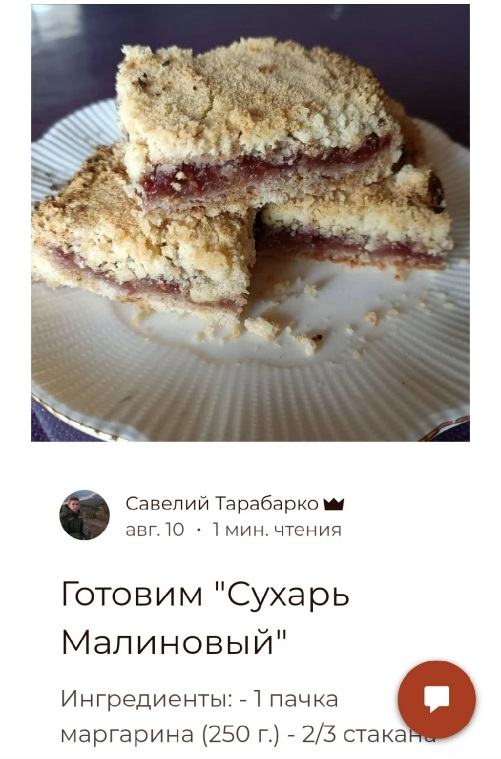 Савелий Тарабарко
авг. 10 · 1 мин. чтения
Готовим "Сухарь
Малиновый"
Ингредиенты: - 1 пачка
маргарина (250 г.) - 2/3 стакана